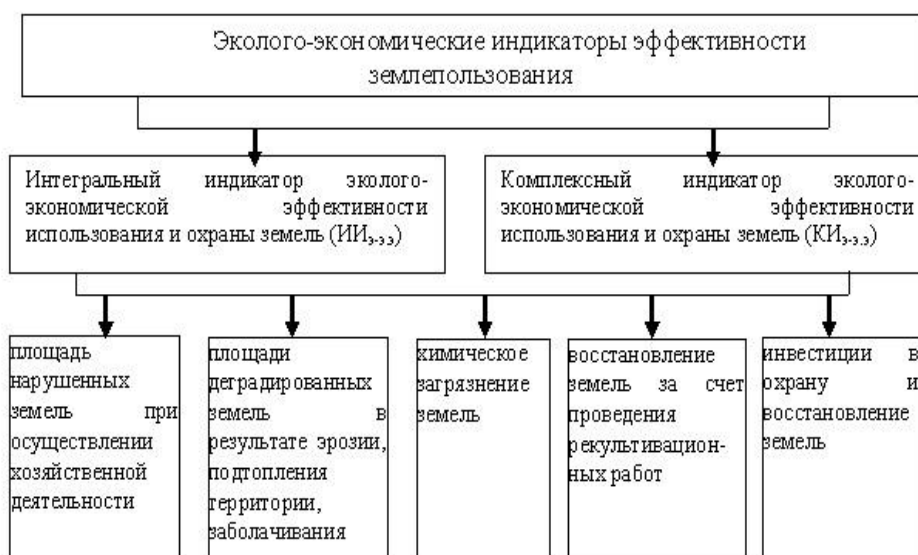 Эколого-экономические индикаторы эффективности
землепользования
Интегральный индикатор эколого-
экономической эффективности
использования и охраны земель (ИИэ-э.э)
Комплексный индикатор эколого-
экономической эффективности
использования и охраны земель (КИэ-э.э)
площадь
нарушенных
земель при
осуществлении
хозяйственной
деятельности
площади
деградированных
земель в
результате эрозии,
подтопления
территории,
заболачивания
химическое
загрязнение
земель
восстановление
земель за счет
проведения
рекультивацион-
ных работ
инвестиции в
охрану и
восстановление
земель